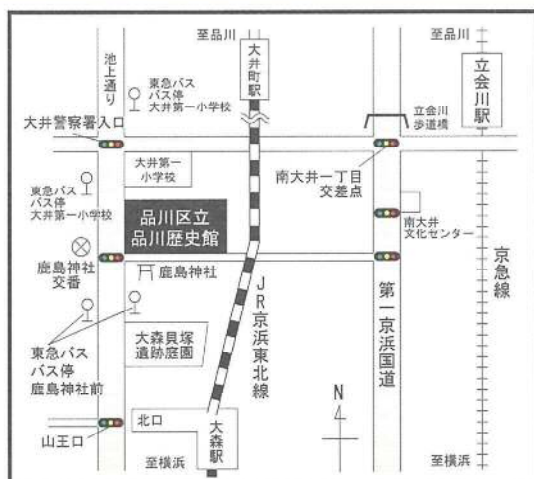 至品川
至品川
池上通り
東急バス
バス停
大井第一小学校
大井町駅
立会川駅
大井警察署入口
立会川
歩道橋
大井第一
小学校
南大井一丁目
交差点
東急バス
バス停
大井第一小学校
品川区立
品川歴史館
南大井
文化センター
鹿島神社
交番
鹿島神社
京急線
JR京浜東北線
第一京浜国道
大森貝塚
遺跡庭園
東急バス
バス停
鹿島神社前
N
北口
大森駅
山王口
至横浜
至横浜